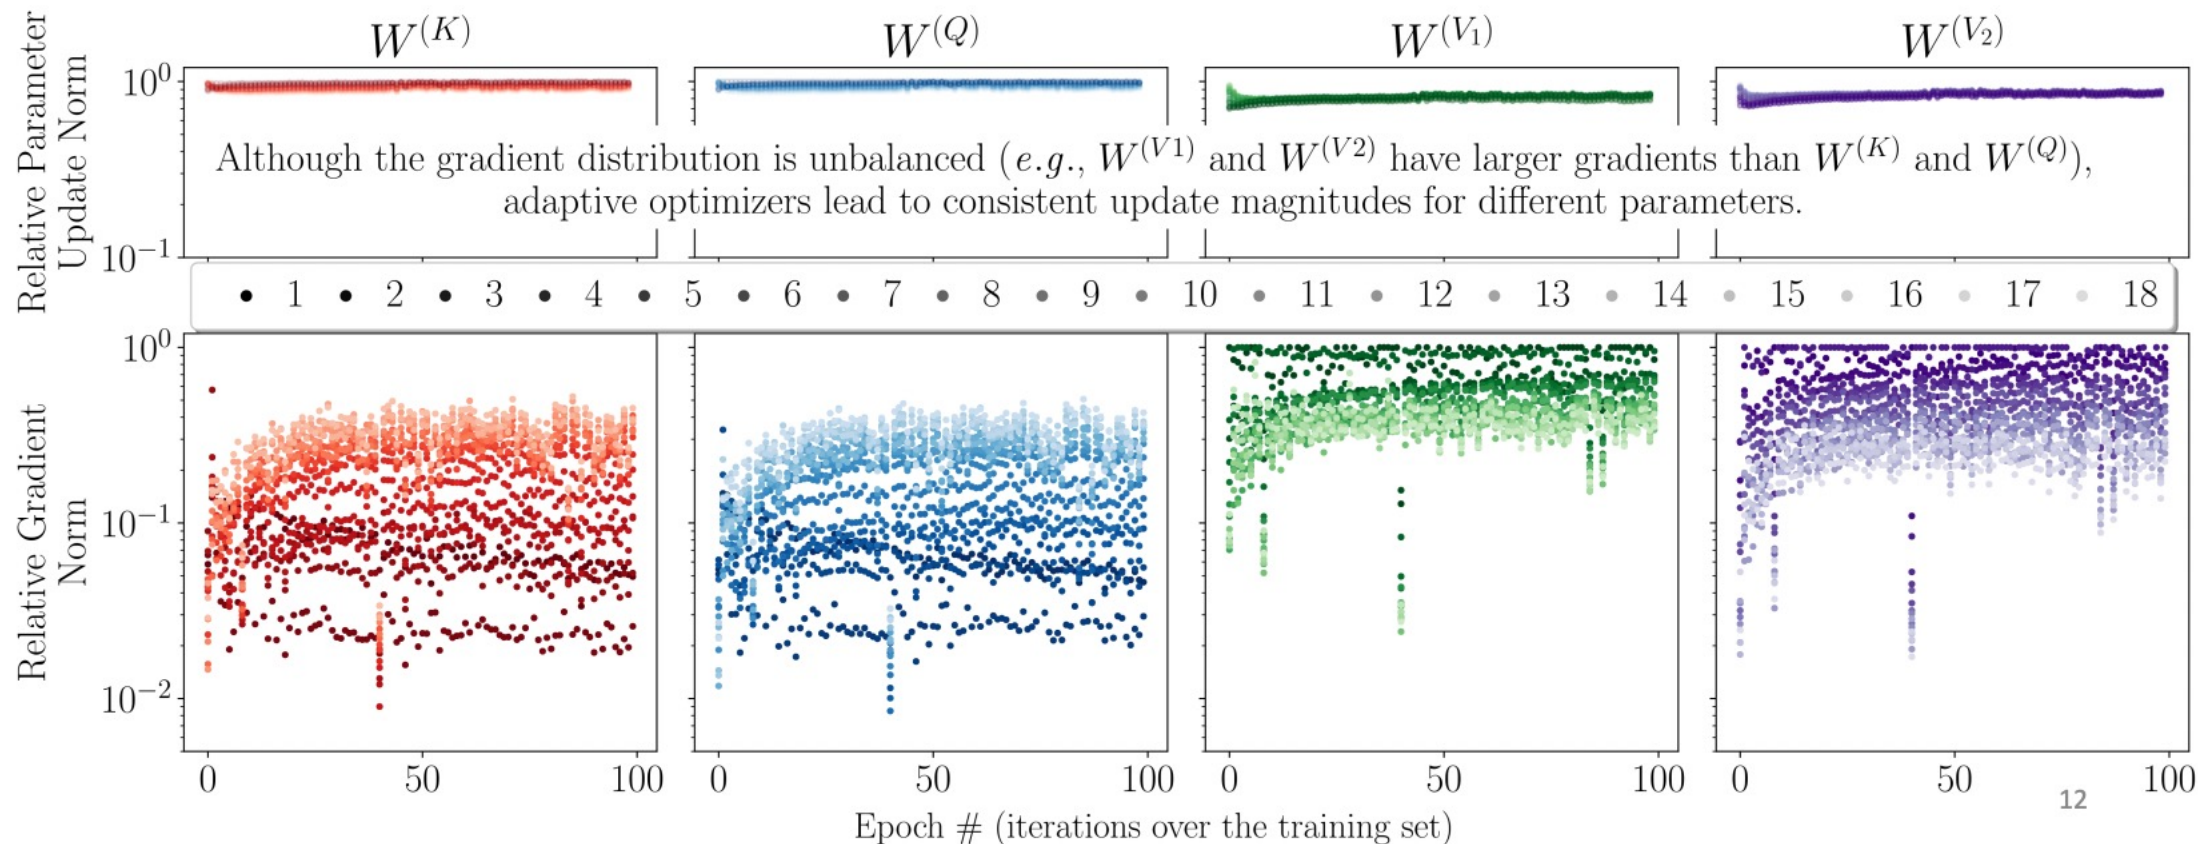 W^{(K)} W^{(Q)} W^{(V_1)} W^{(V_2)}
Relative Parameter
Update Norm
10^0
10^{-1}
Although the gradient distribution is unbalanced (e.g., W^{(V1)} and W^{(V2)} have larger gradients than W^{(K)} and W^{(Q)}),
adaptive optimizers lead to consistent update magnitudes for different parameters.
1 2 3 4 5 6 7 8 9 10 11 12 13 14 15 16 17 18
Relative Gradient
Norm
10^0
10^{-1}
10^{-2}
0 50 100 0 50 100 0 50 100 0 50 100
12
Epoch # (iterations over the training set)